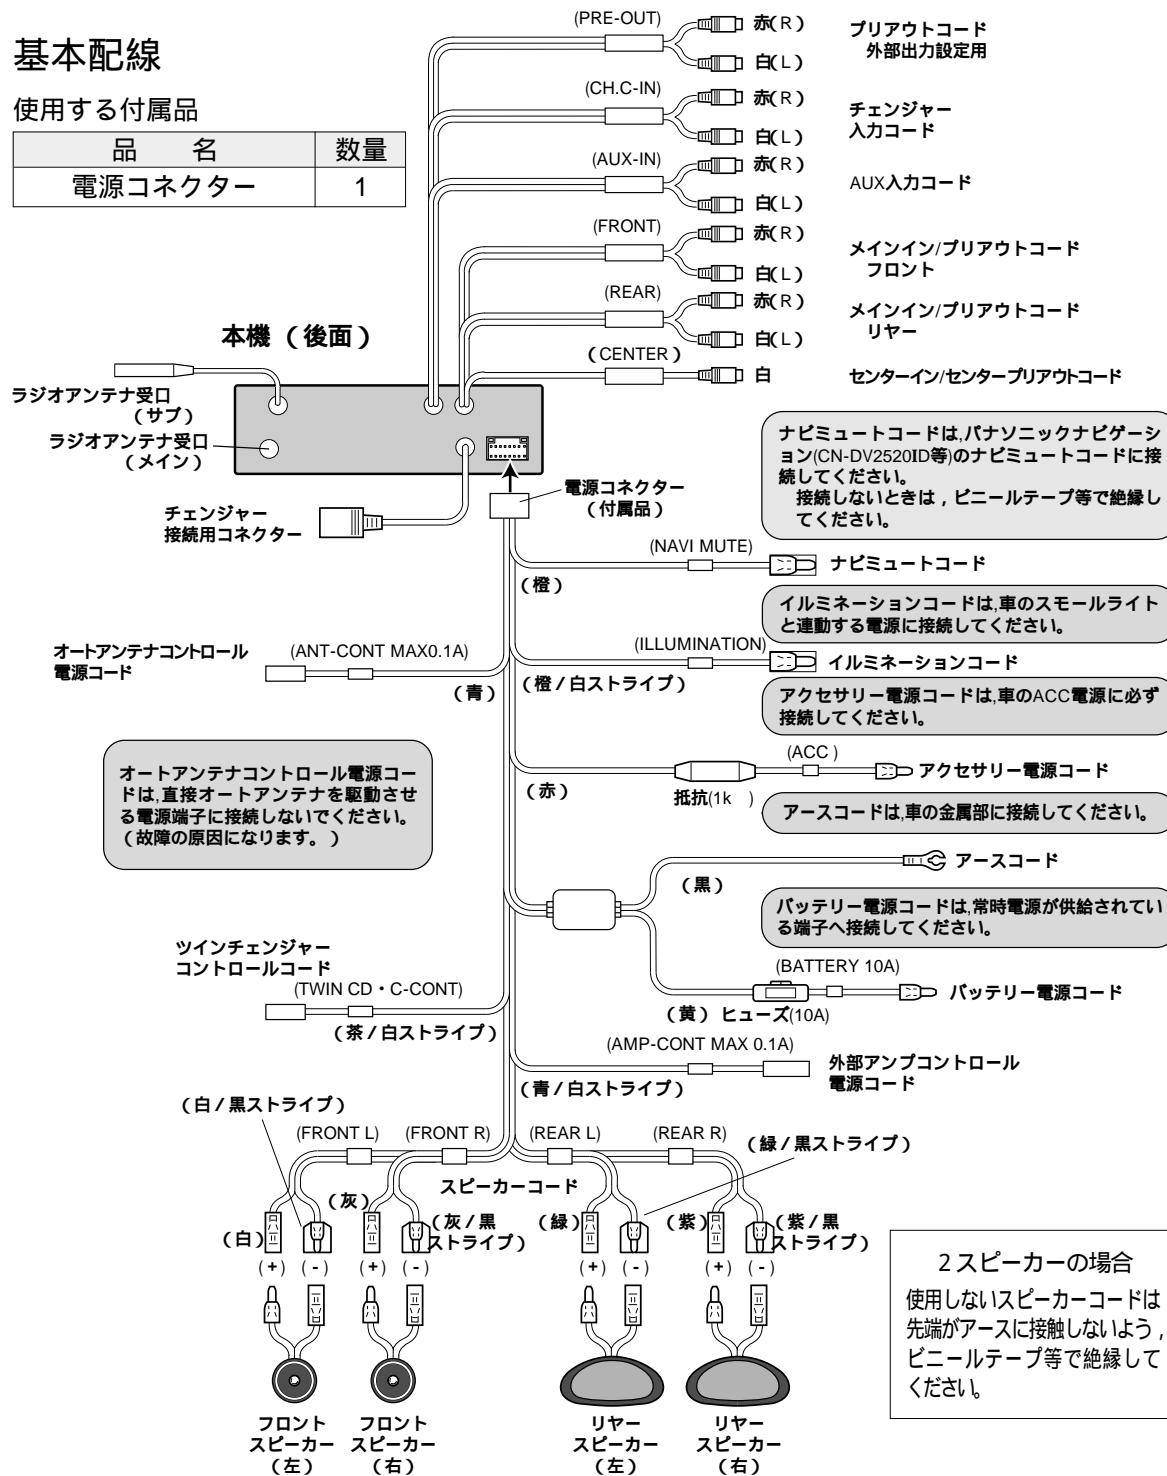 基本配線
使用する付属品
品　名　数量
電源コネクター　1
(PRE-OUT)
赤(R)
白(L)
プリアウトコード
外部出力設定用
(CH.C-IN)
赤(R)
白(L)
チェンジャー
入力コード
(AUX-IN)
赤(R)
白(L)
AUX入力コード
(FRONT)
赤(R)
白(L)
メインイン/プリアウトコード
フロント
(REAR)
赤(R)
白(L)
メインイン/プリアウトコード
リヤー
(CENTER)
白
センターイン/センタープリアウトコード
本機（後面）
ラジオアンテナ受口
（サブ）
ラジオアンテナ受口
（メイン）
チェンジャー
接続用コネクター
電源コネクター
（付属品）
ナビミュートコードは,パナソニックナビゲーシ
ョン(CN-DV2520ID等)のナビミュートコードに接
続してください。
接続しないときは，ビニールテープ等で絶縁し
てください。
(NAVI MUTE)
（橙）
ナビミュートコード
イルミネーションコードは,車のスモールライト
と連動する電源に接続してください。
オートアンテナコントロール
電源コード
(ANT-CONT MAX0.1A)
（青）
(ILLUMINATION)
（橙/白ストライプ）
イルミネーションコード
アクセサリー電源コードは,車のACC電源に必ず
接続してください。
オートアンテナコントロール電源コー
ドは,直接オートアンテナを駆動させ
る電源端子に接続しないでください。
（故障の原因になります。）
(ACC)
（赤）
抵抗(1k　)
アクセサリー電源コード
アースコードは,車の金属部に接続してください。
アースコード
（黒）
バッテリー電源コードは,常時電源が供給されてい
る端子へ接続してください。
(BATTERY 10A)
（黄）
ヒューズ(10A)
バッテリー電源コード
ツインチェンジャー
コントロールコード
(TWIN CD・C-CONT)
（茶/白ストライプ）
(AMP-CONT MAX 0.1A)
（青/白ストライプ）
外部アンプコントロール
電源コード
（白/黒ストライプ）
(FRONT L)
(FRONT R)
(REAR L)
(REAR R)
（緑/黒ストライプ）
スピーカーコード
（白）
（灰）
（灰/黒
ストライプ）
（緑）
（紫）
（紫/黒
ストライプ）
(+)
(-)
(+)
(-)
(+)
(-)
(+)
(-)
フロント
スピーカー
（左）
フロント
スピーカー
（右）
リヤー
スピーカー
（左）
リヤー
スピーカー
（右）
2スピーカーの場合
使用しないスピーカーコードは
先端がアースに接触しないよう，
ビニールテープ等で絶縁して
ください。